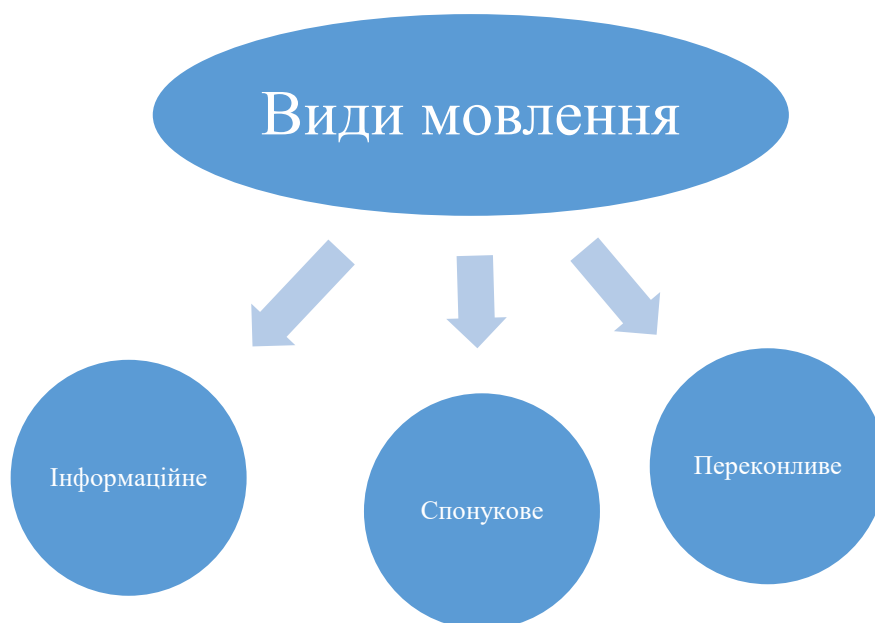 Види мовлення
Інформаційне
Спонукове
Переконливе